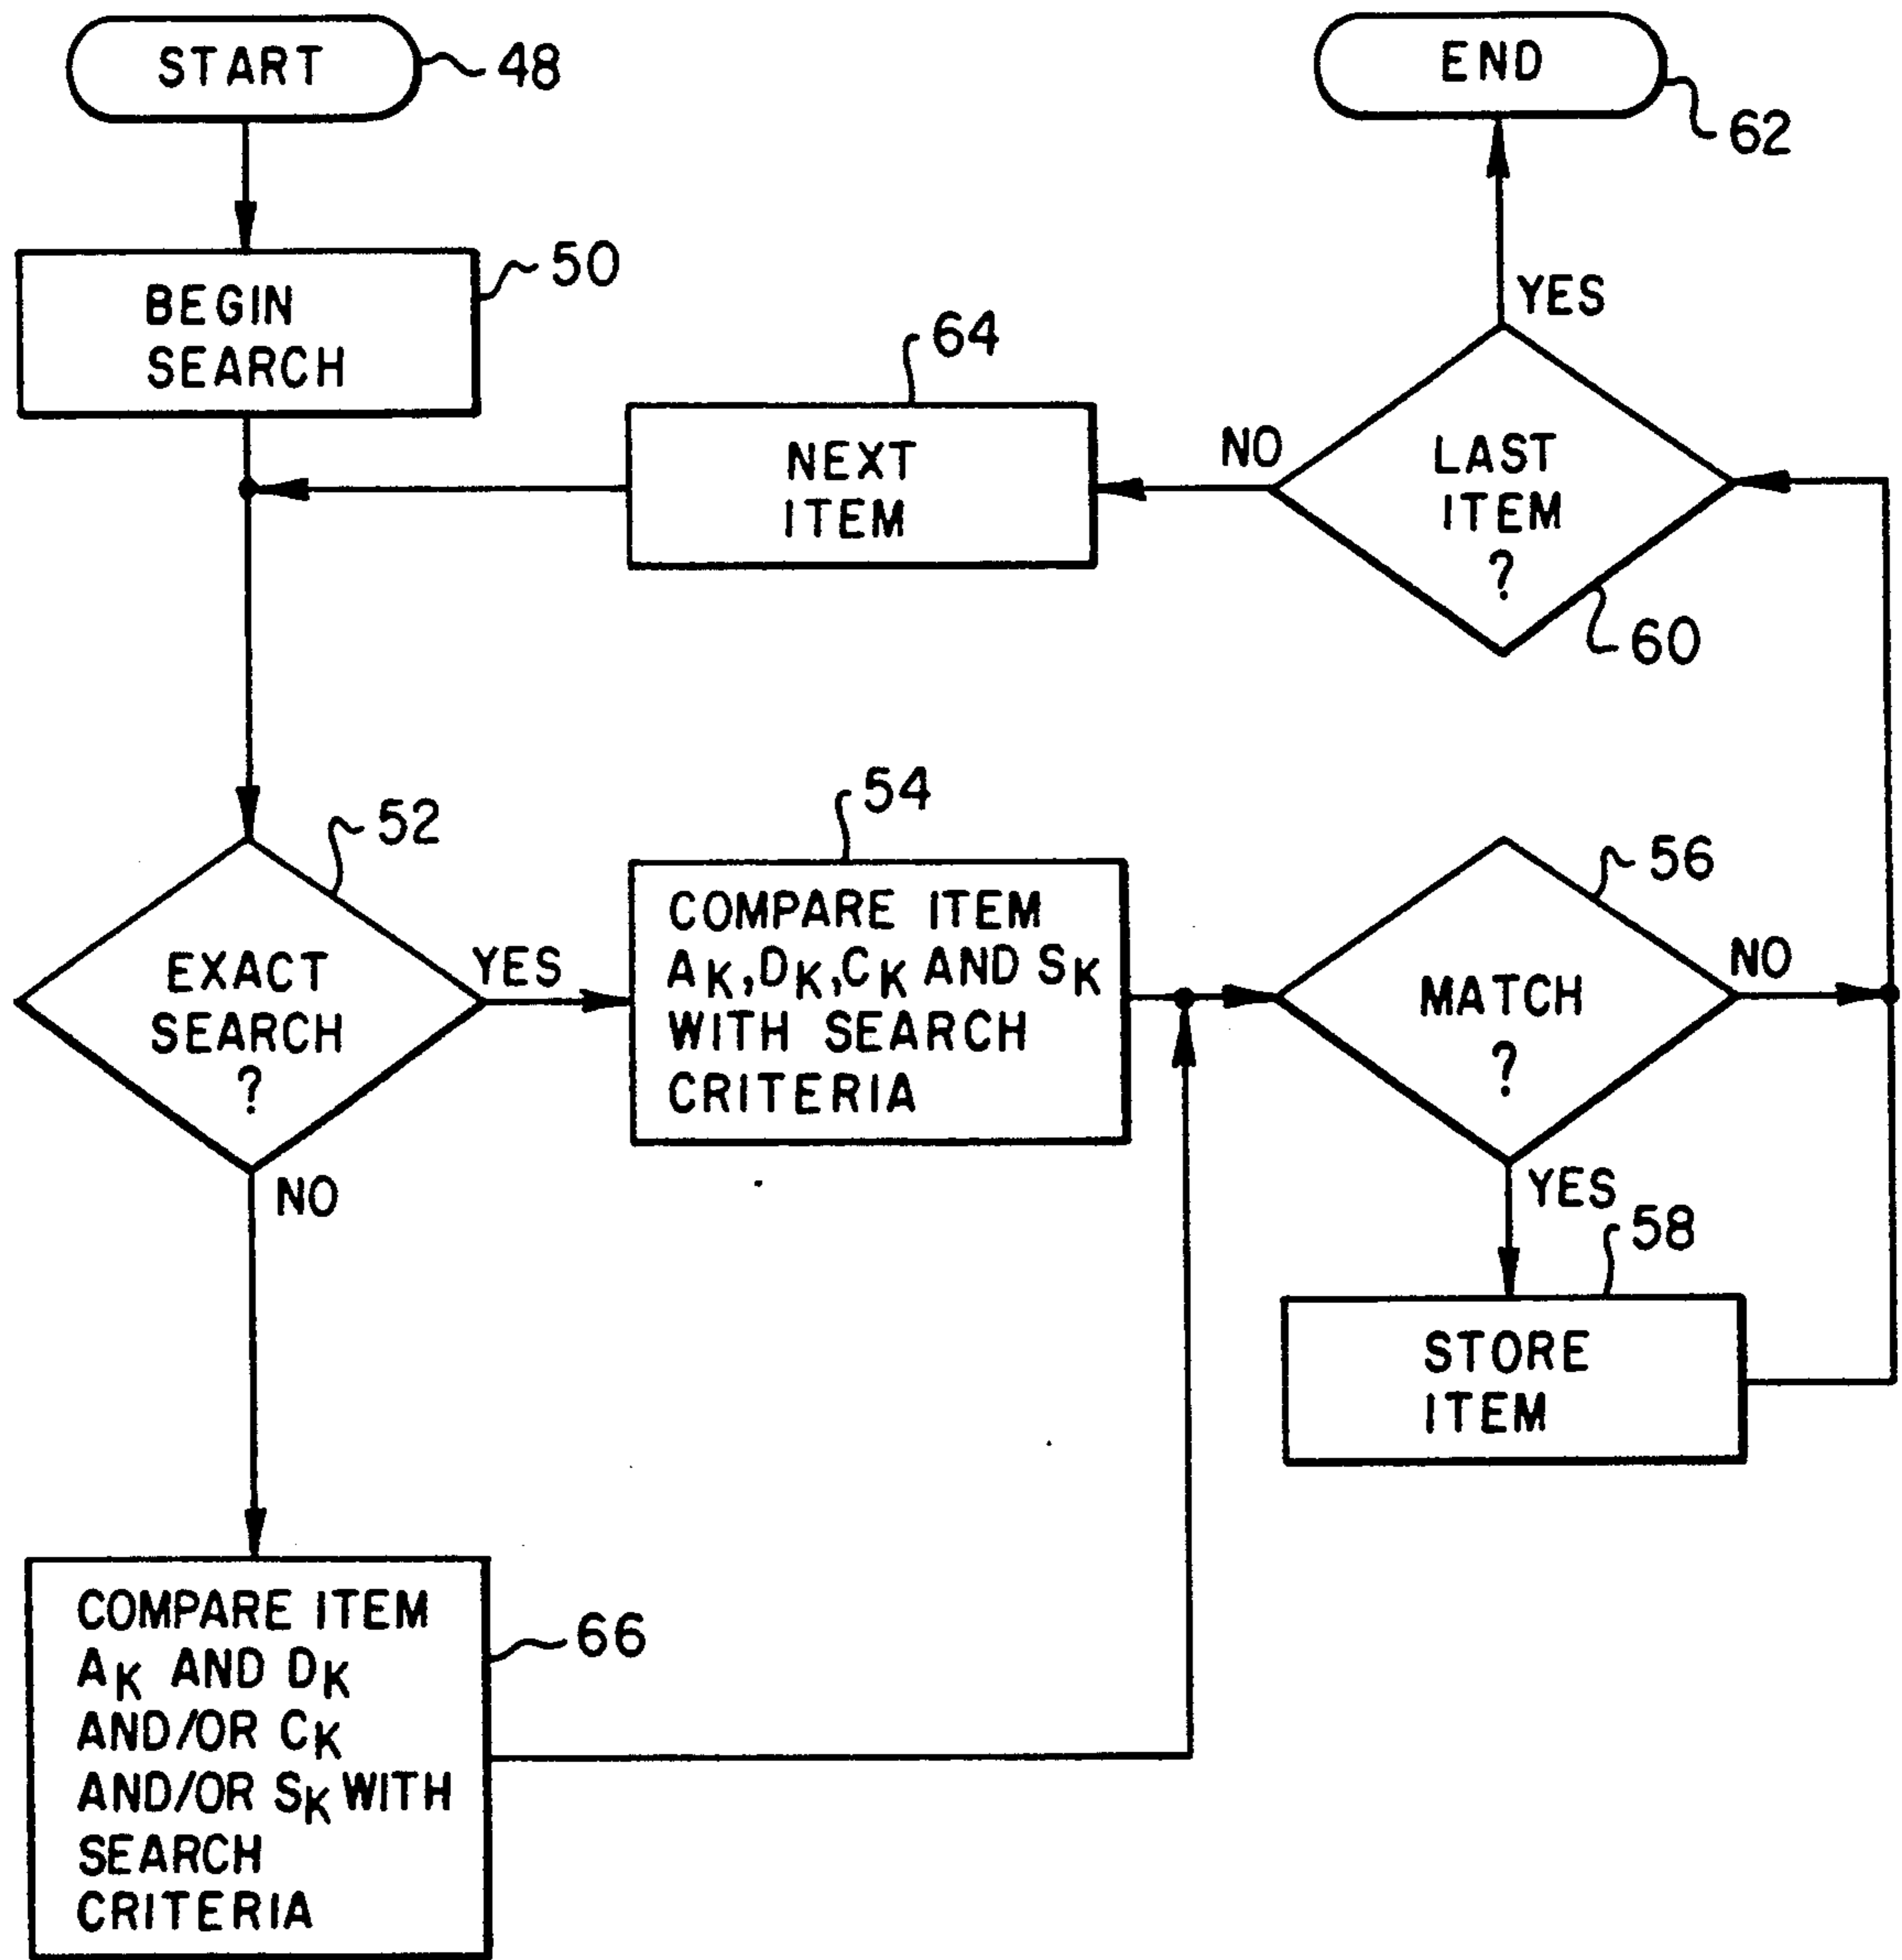 START
48
END
62
BEGIN
SEARCH
50
YES
64
NEXT
ITEM
NO
LAST
ITEM
?
60
52
EXACT
SEARCH
?
YES
NO
54
COMPARE ITEM
AK, DK, CK AND SK
WITH SEARCH
CRITERIA
56
MATCH
?
NO
YES
58
STORE
ITEM
COMPARE ITEM
AK AND DK
AND/OR CK
AND/OR SK WITH
SEARCH
CRITERIA
66